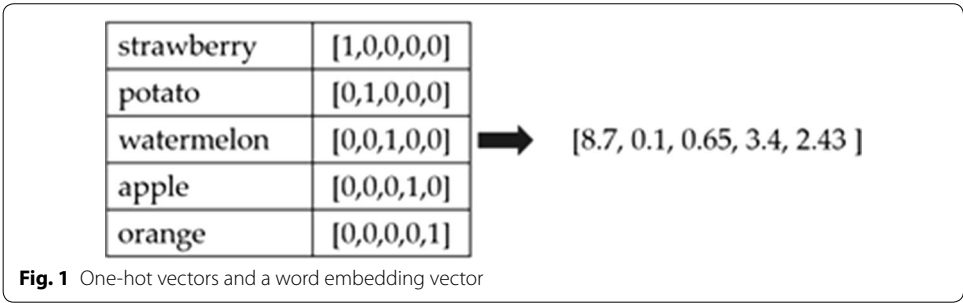 strawberry [1,0,0,0,0]
potato [0,1,0,0,0]
watermelon [0,0,1,0,0] [8.7, 0.1, 0.65, 3.4, 2.43 ]
apple [0,0,0,1,0]
orange [0,0,0,0,1]
Fig. 1 One-hot vectors and a word embedding vector